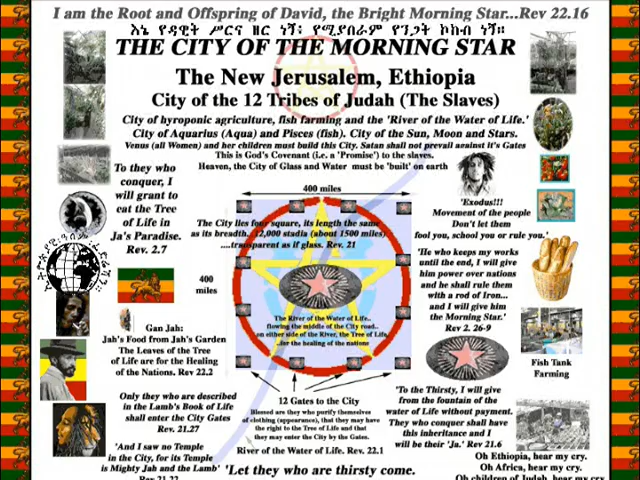 I am the Root and Offspring of David, the Bright Morning Star...Rev 22.16
እኔ የዳዊት ሥርና ዘር ነኝ፤ የሚያበራም የንጋት ኮከብ ነኝ።
THE CITY OF THE MORNING STAR
The New Jerusalem, Ethiopia
City of the 12 Tribes of Judah (The Slaves)
City of hyroponic agriculture, fish farming and the 'River of the Water of Life.'
City of Aquarius (Aqua) and Pisces (fish). City of the Sun, Moon and Stars.
Venus (all Women) and her children must build this City. Satan shall not prevail against it's Gates
This is God's Covenant (i.e. a 'Promise') to the slaves.
Heaven, the City of Glass and Water must be 'built' on earth
To they who
conquer, I
will grant to
eat the Tree
of Life in
Ja's Paradise.
Rev. 2.7
400
miles
Gan Jah:
Jah's Food from Jah's Garden
The Leaves of the Tree
of Life are for the Healing
of the Nations. Rev 22.2
Only they who are described
in the Lamb's Book of Life
shall enter the City Gates
Rev. 21.27
'And I saw no Temple
in the City, for its Temple
is Mighty Jah and the Lamb'
Rev 21.22
400 miles
The City lies four square, its length the same
as its breadth.. 12,000 stadia (about 1500 miles)
....transparent as if glass. Rev. 21
The River of the Water of Life..
flowing the middle of the City road..
on either side of the River, the Tree of Life
..for the healing of the nations
12 Gates to the City
Blessed are they who purify themselves
of clothing (appearance), that they may have
the right to the Tree of Life and that
they may enter the City by the Gates.
River of the Water of Life. Rev. 22.1
'Let they who are thirsty come.
'Exodus!!!
Movement of the people
Don't let them
fool you, school you or rule you.'
'He who keeps my works
until the end, I will give
him power over nations
and he shall rule them
with a rod of Iron...
and I will give him
the Morning Star.'
Rev 2. 26-9
Fish Tank
Farming
'To the Thirsty, I will give
from the fountain of the
water of Life without payment.
They who conquer shall have
this inheritance and I
will be their 'Ja.' Rev 21.6
Oh Ethiopia, hear my cry.
Oh Africa, hear my cry.
Oh children of Judah, hear my cry.